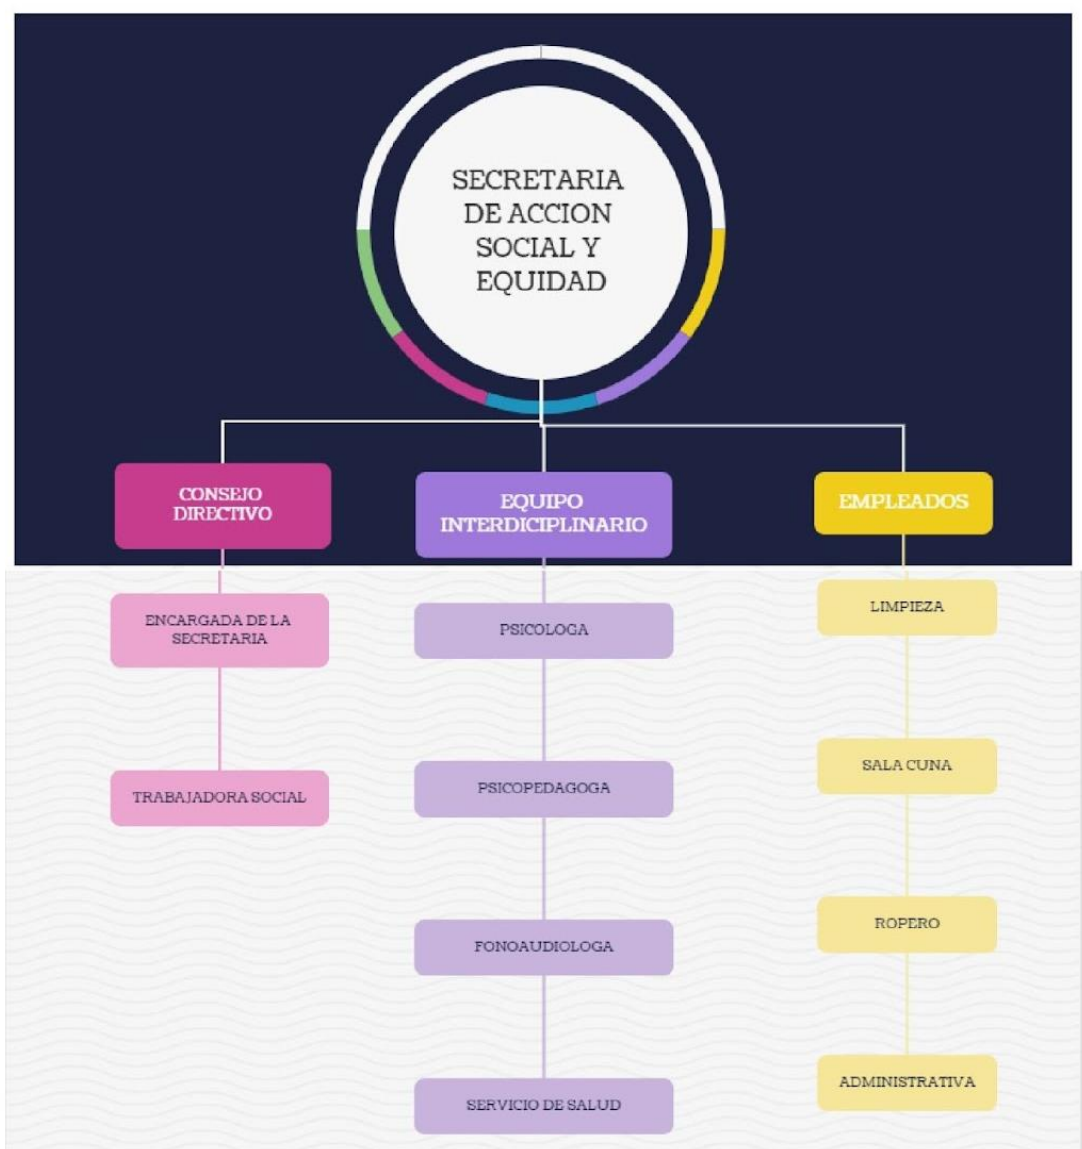 SECRETARIA
DE ACCION
SOCIAL Y
EQUIDAD
CONSEJO
DIRECTIVO
ENCARGADA DE LA
SECRETARIA
TRABAJADORA SOCIAL
EQUIPO
INTERDICIPLINARIO
PSICOLOGA
PSICOPEDAGOGA
FONOAUDIOLOGA
SERVICIO DE SALUD
EMPLEADOS
LIMPIEZA
SALA CUNA
ROPERO
ADMINISTRATIVA